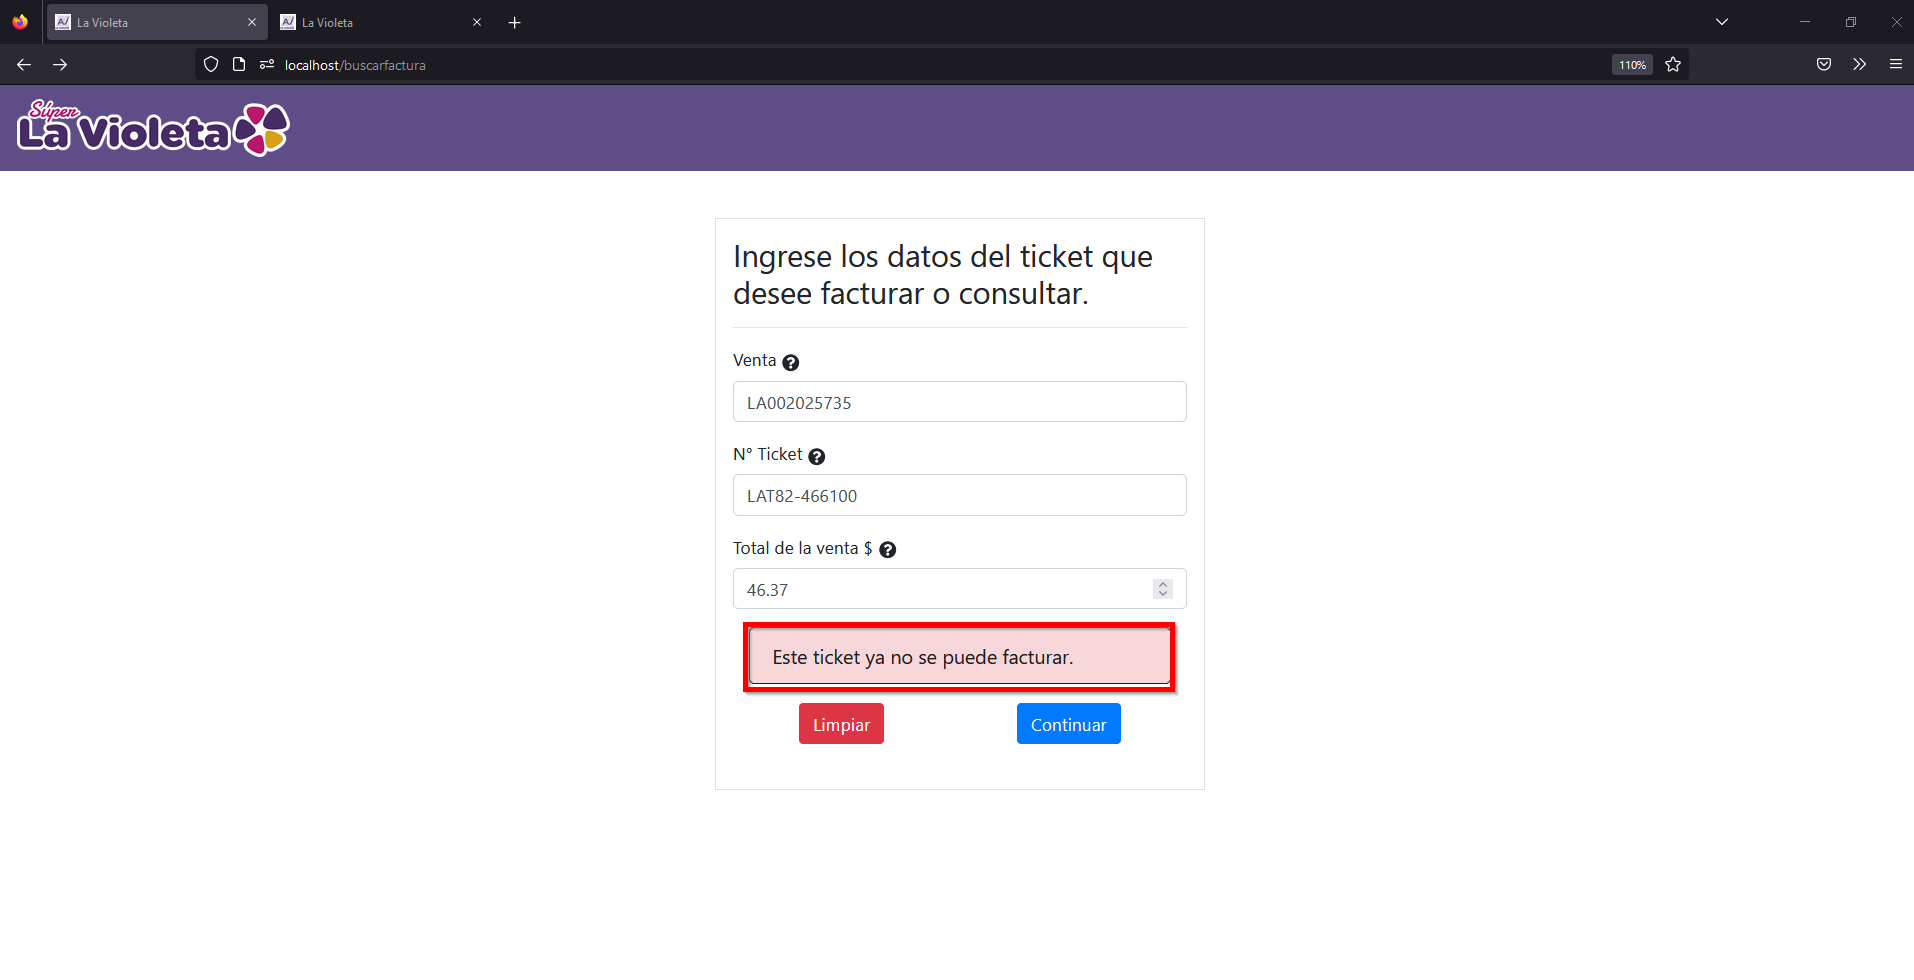 La Violeta
La Violeta
localhost/buscarfactura
110%
Súper
La Violeta
Ingrese los datos del ticket que
desee facturar o consultar.
Venta
LA002025735
N° Ticket
LAT82-466100
Total de la venta $
46.37
Este ticket ya no se puede facturar.
Limpiar
Continuar